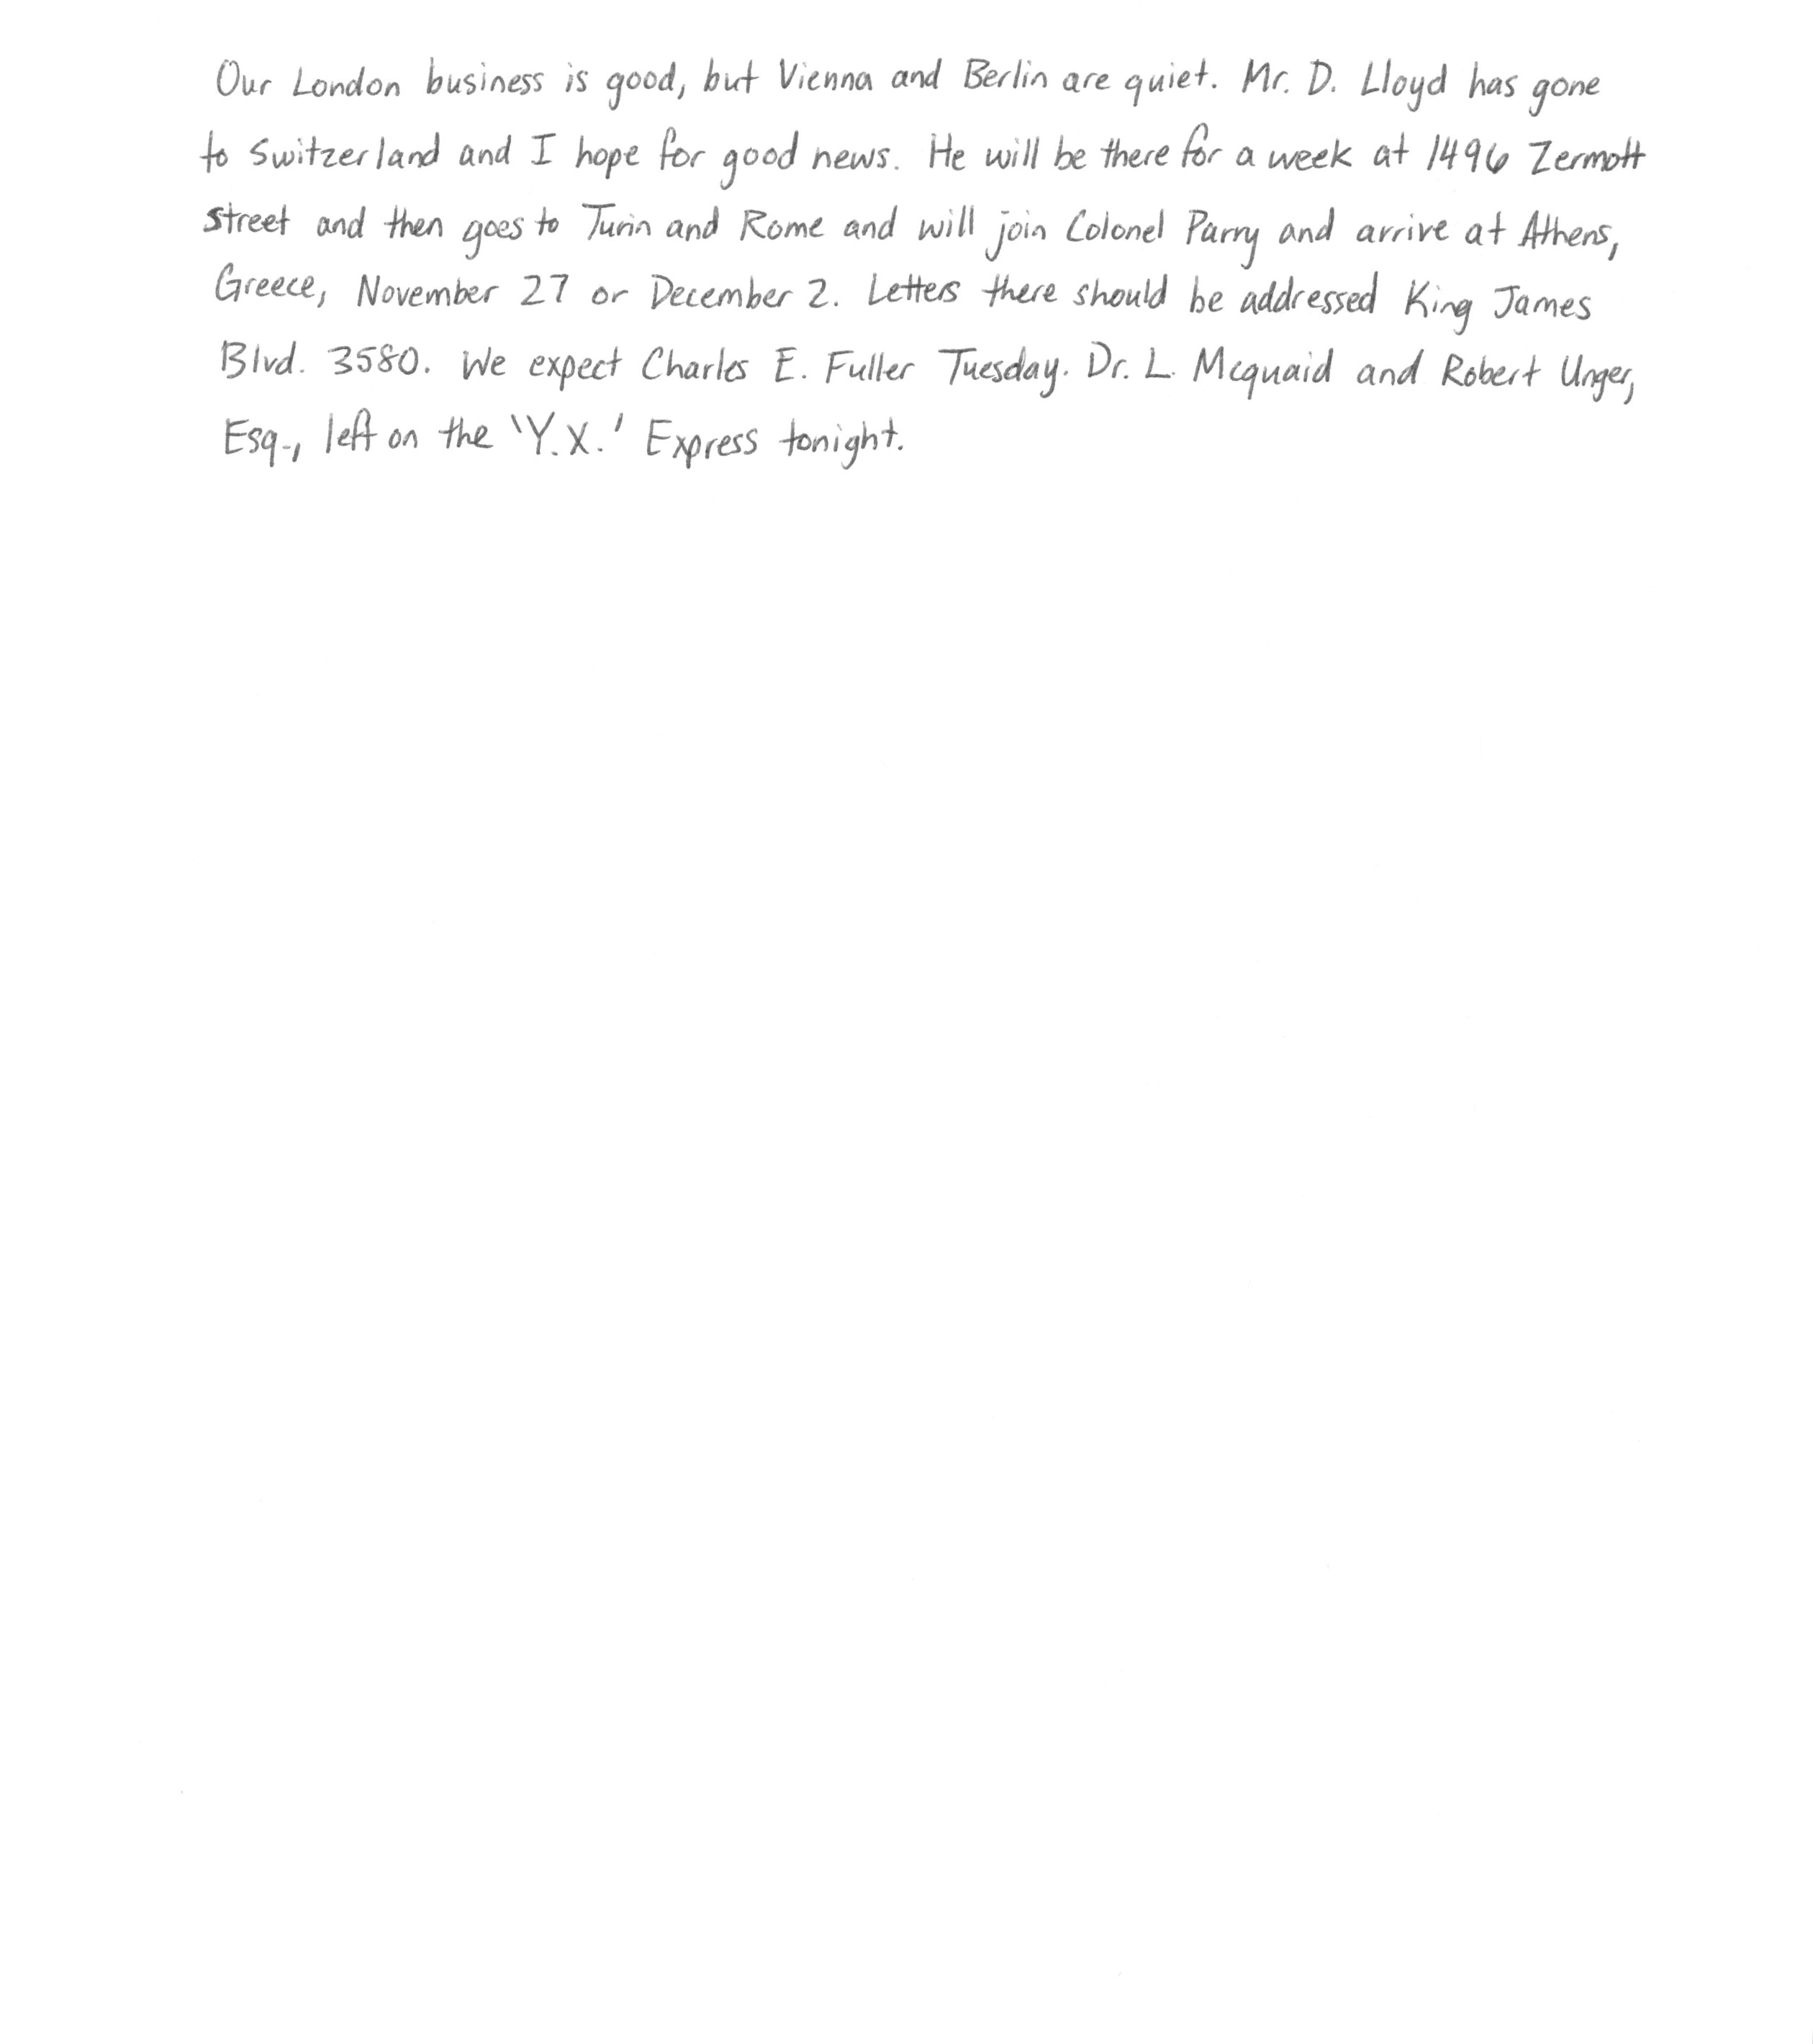 Our London business is good, but Vienna and Berlin are quiet. Mr. D. Lloyd has gone
to Switzerland and I hope for good news. He will be there for a week at 1496 Zermott
street and then goes to Turin and Rome and will join Colonel Parry and arrive at Athens,
Greece, November 27 or December 2. Letters there should be addressed King James
Blvd. 3580. We expect Charles E. Fuller Tuesday. Dr. L. Mcquaid and Robert Unger,
Esq., left on the 'Y.X.' Express tonight.